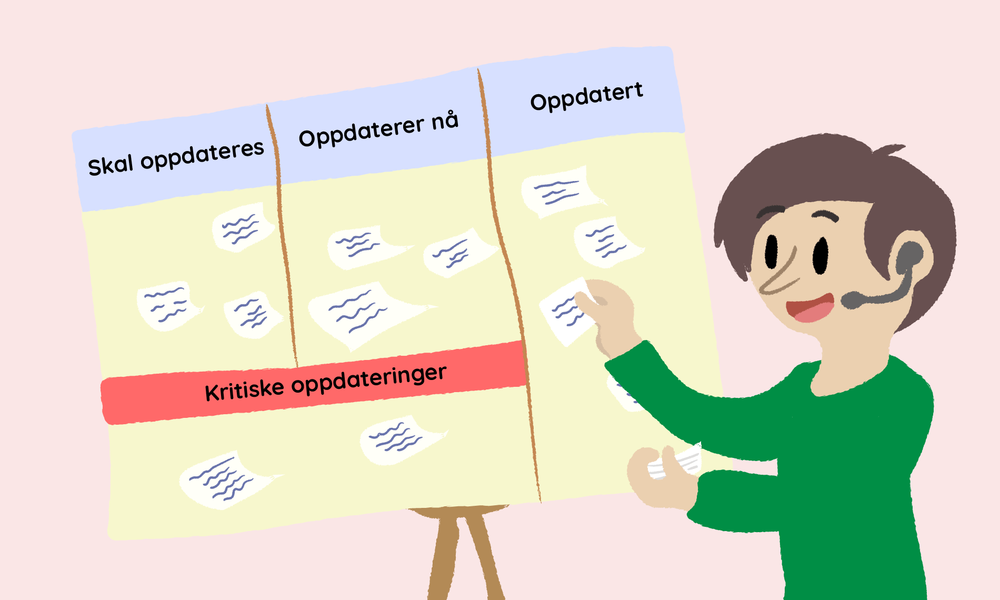 Skal oppdateres
Oppdaterer nå
Oppdatert
Kritiske oppdateringer